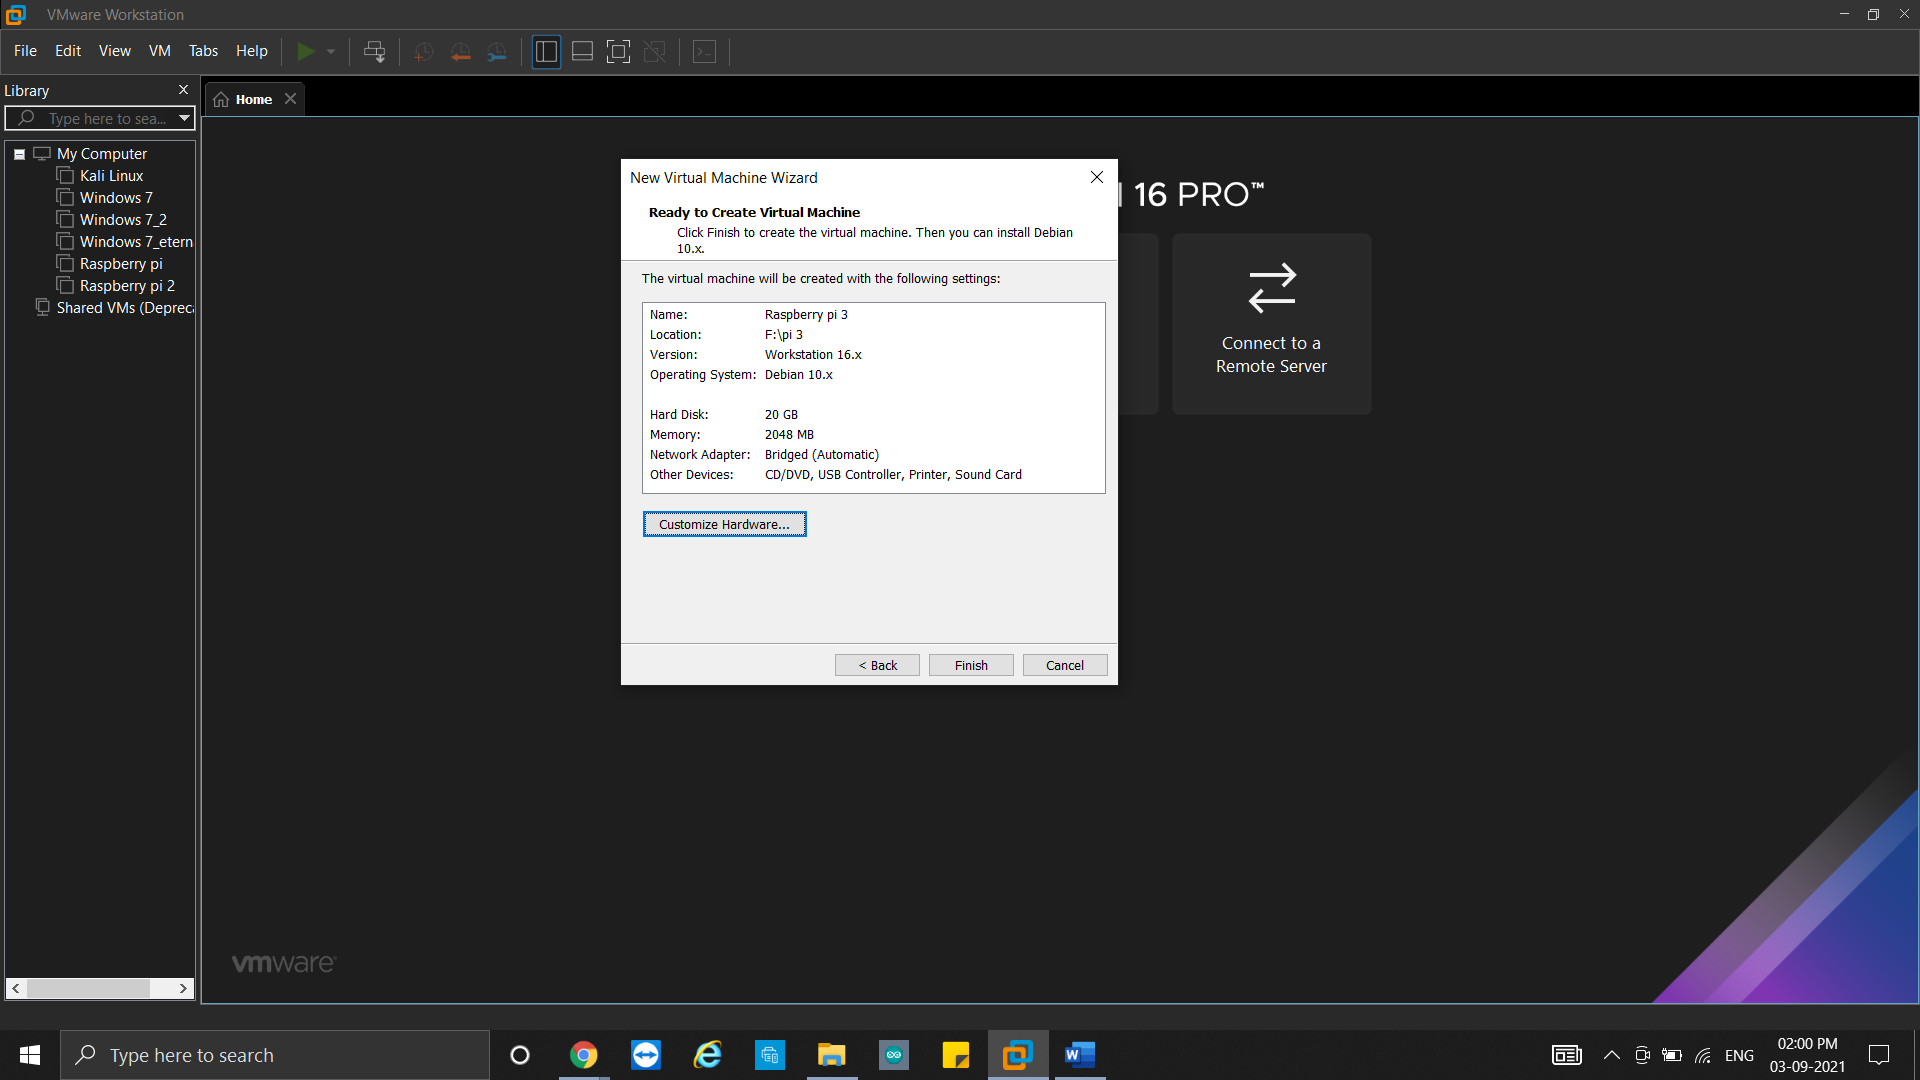 VMware Workstation
File Edit View VM Tabs Help
Library
Type here to sea...
Home
My Computer
Kali Linux
Windows 7
Windows 7_2
Windows 7_etern
Raspberry pi
Raspberry pi 2
Shared VMs (Depreca
16 PRO™
Connect to a
Remote Server
New Virtual Machine Wizard
Ready to Create Virtual Machine
Click Finish to create the virtual machine. Then you can install Debian
10.x.
The virtual machine will be created with the following settings:
Name: Raspberry pi 3
Location: F:\pi 3
Version: Workstation 16.x
Operating System: Debian 10.x
Hard Disk: 20 GB
Memory: 2048 MB
Network Adapter: Bridged (Automatic)
Other Devices: CD/DVD, USB Controller, Printer, Sound Card
Customize Hardware...
< Back Finish Cancel
vmware
Type here to search
ENG
02:00 PM
03-09-2021